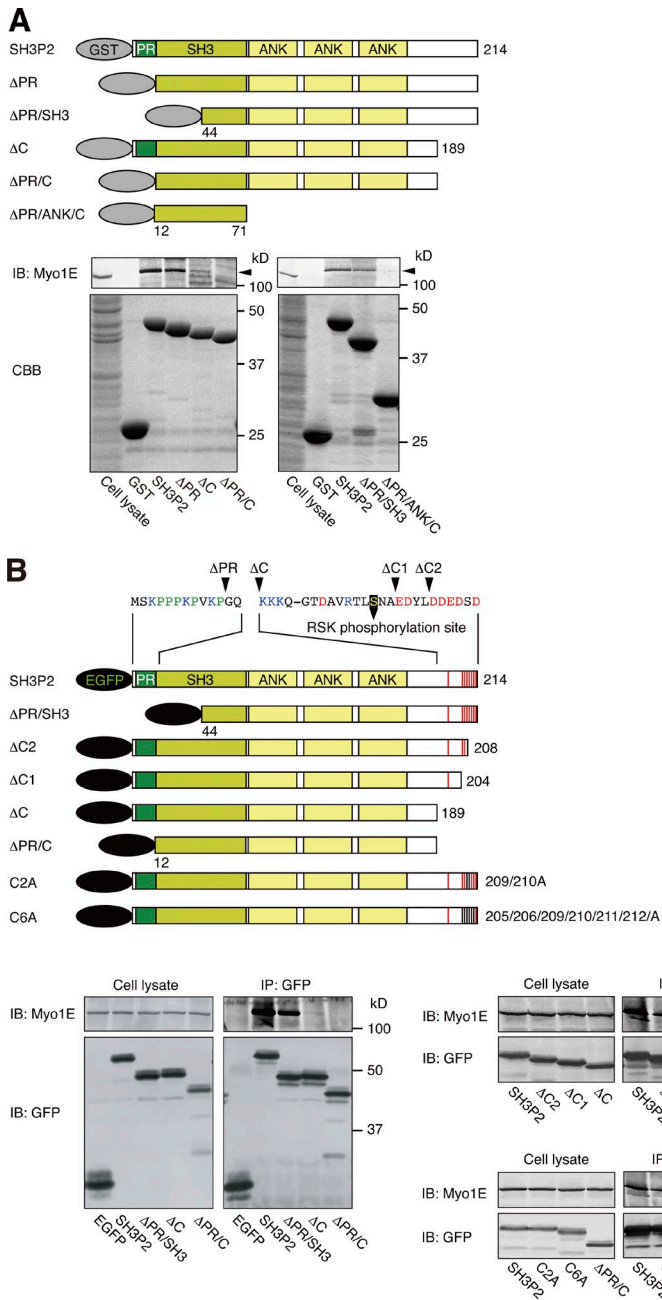 A
SH3P2 GST PR SH3 ANK ANK ANK 214
ΔPR
ΔPR/SH3
44
ΔC 189
ΔPR/C
ΔPR/ANK/C
12 71
kD kD
IB: Myo1E
100 100
50 50
37 37
CBB
25 25
Cell lysate GST SH3P2 ΔPR ΔC ΔPR/C
Cell lysate GST SH3P2 ΔPR/SH3 ΔPR/ANK/C
B
ΔPR ΔC ΔC1 ΔC2
MSKPPPKPVKPGQ KKKQ-GTDAVRTLSNAEDYLDDEDSD
RSK phosphorylation site
SH3P2 EGFP PR SH3 ANK ANK ANK 214
ΔPR/SH3
44
ΔC2 208
ΔC1 204
ΔC 189
ΔPR/C
12
C2A 209/210A
C6A 205/206/209/210/211/212/A
Cell lysate IP: GFP
kD
IB: Myo1E
100
50
IB: GFP
37
EGFP SH3P2 ΔPR/SH3 ΔC ΔPR/C EGFP SH3P2 ΔPR/SH3 ΔC ΔPR/C
Cell lysate
IB: Myo1E
IB: GFP
SH3P2 ΔC2 ΔC1 ΔC SH3P2
Cell lysate IP
IB: Myo1E
IB: GFP
SH3P2 C2A C6A ΔPR/C SH3P2